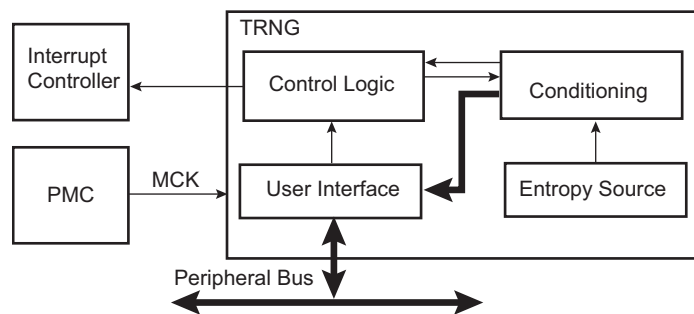 TRNG
Interrupt
Controller
Control Logic
Conditioning
PMC
MCK
User Interface
Entropy Source
Peripheral Bus